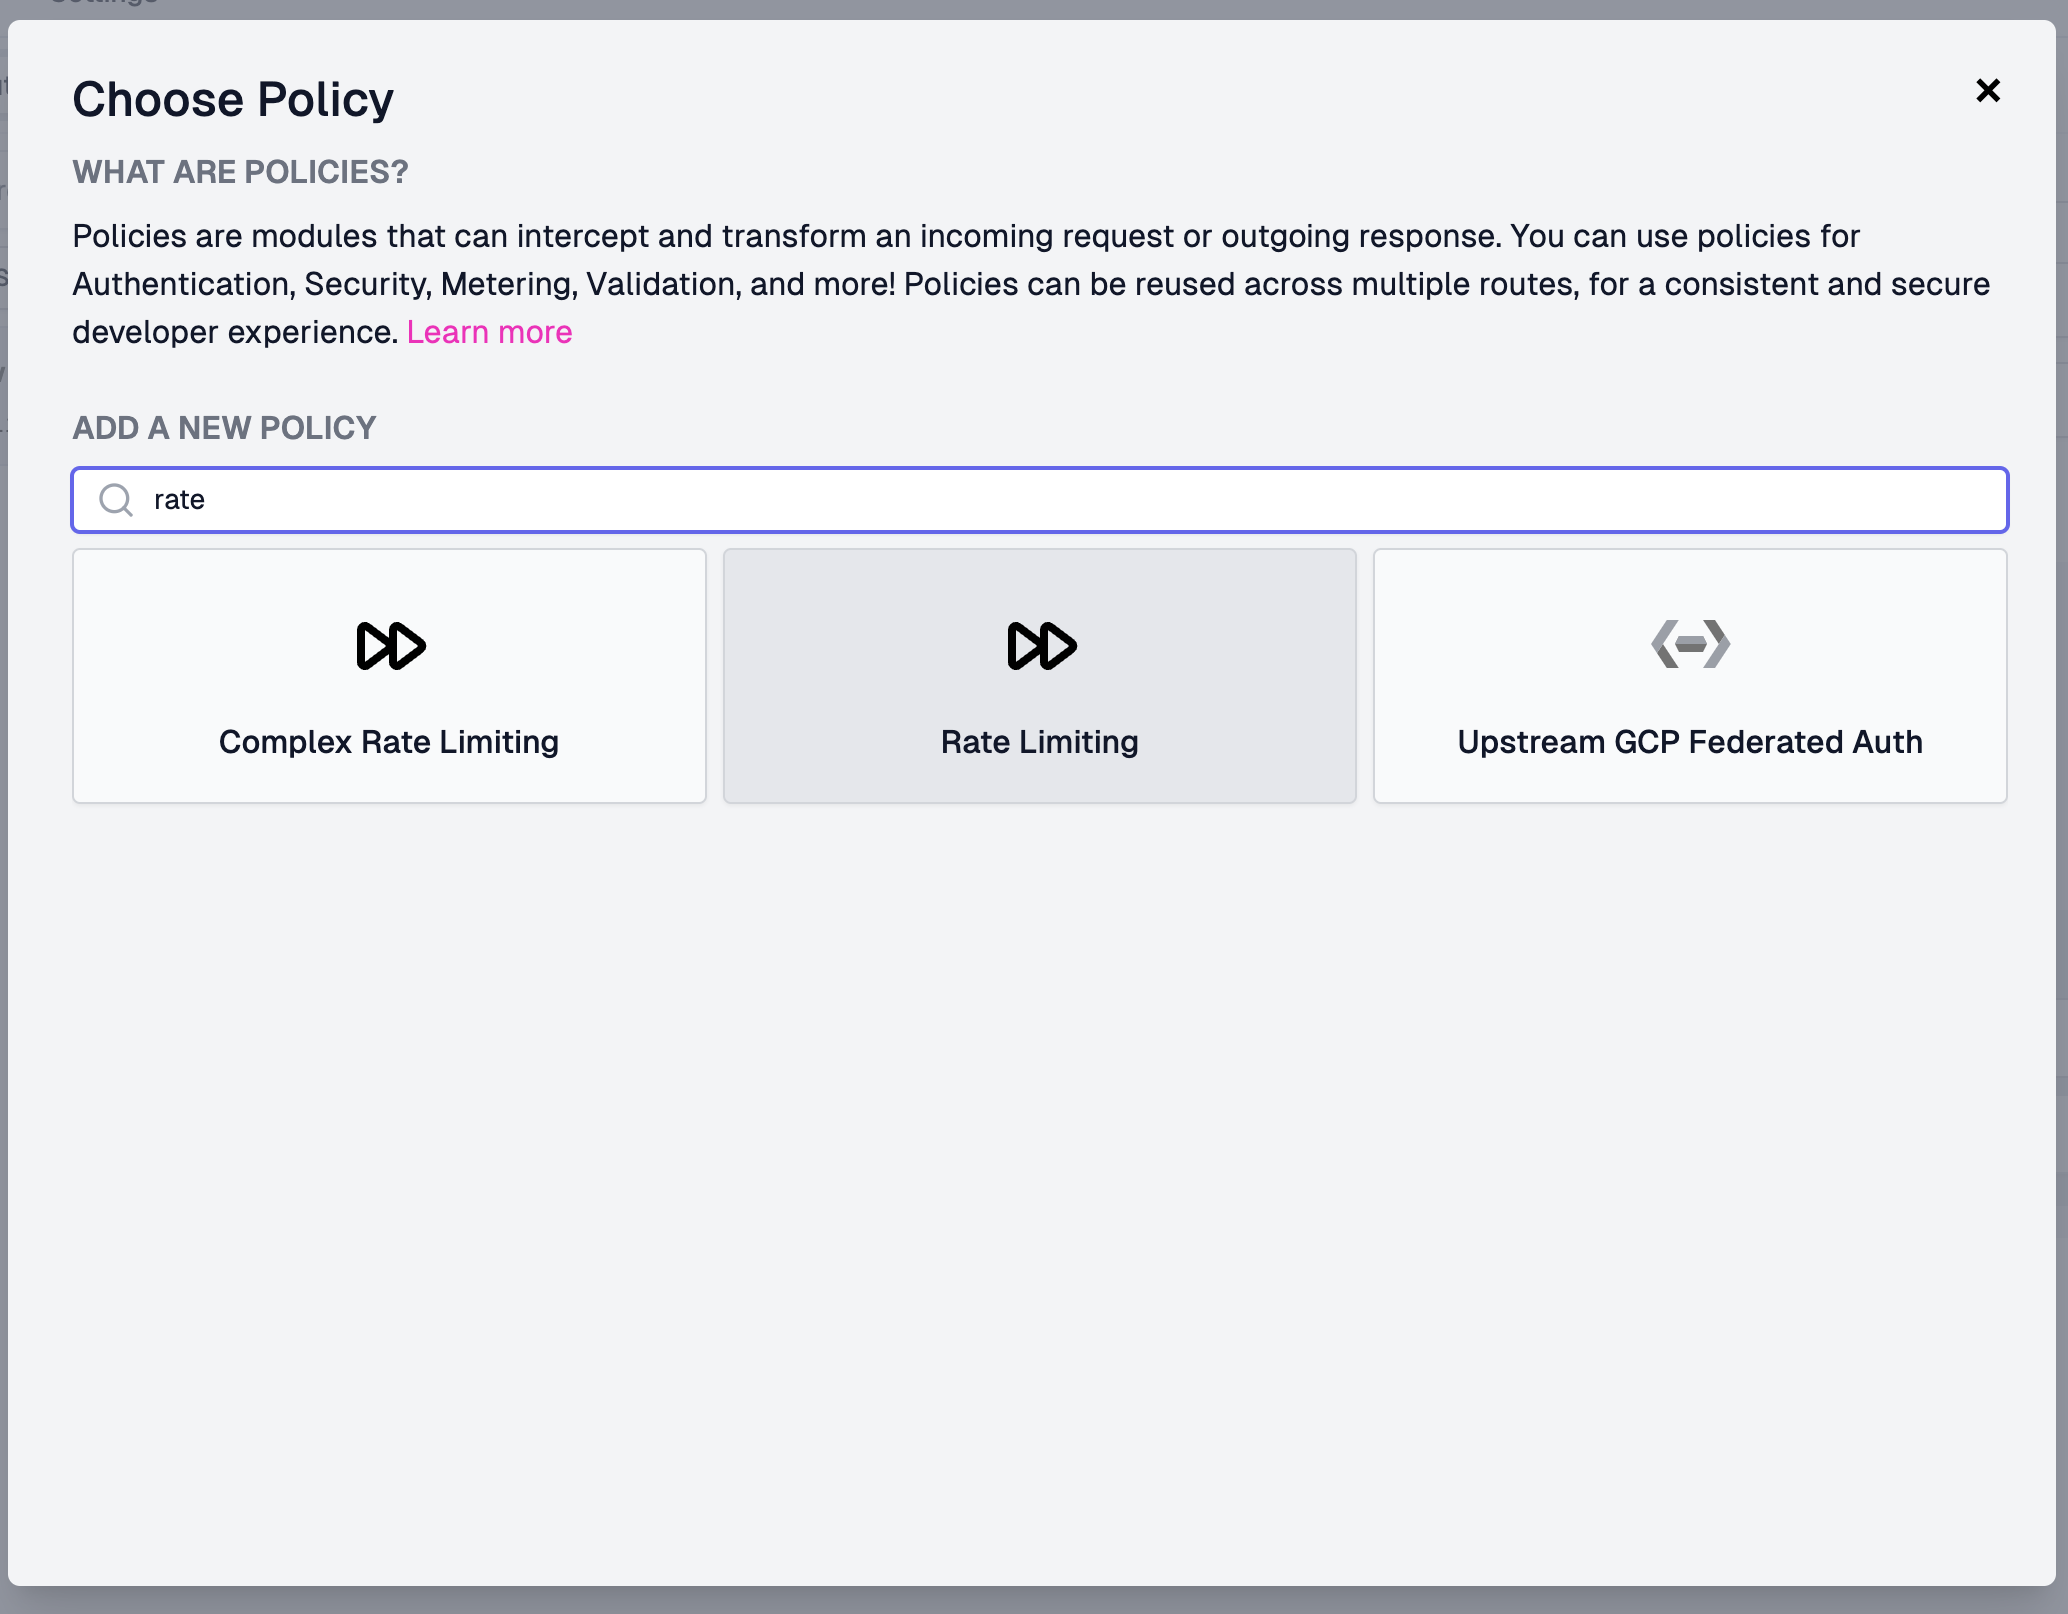 Choose Policy
WHAT ARE POLICIES?
Policies are modules that can intercept and transform an incoming request or outgoing response. You can use policies for
Authentication, Security, Metering, Validation, and more! Policies can be reused across multiple routes, for a consistent and secure
developer experience. Learn more
ADD A NEW POLICY
rate
Complex Rate Limiting
Rate Limiting
Upstream GCP Federated Auth